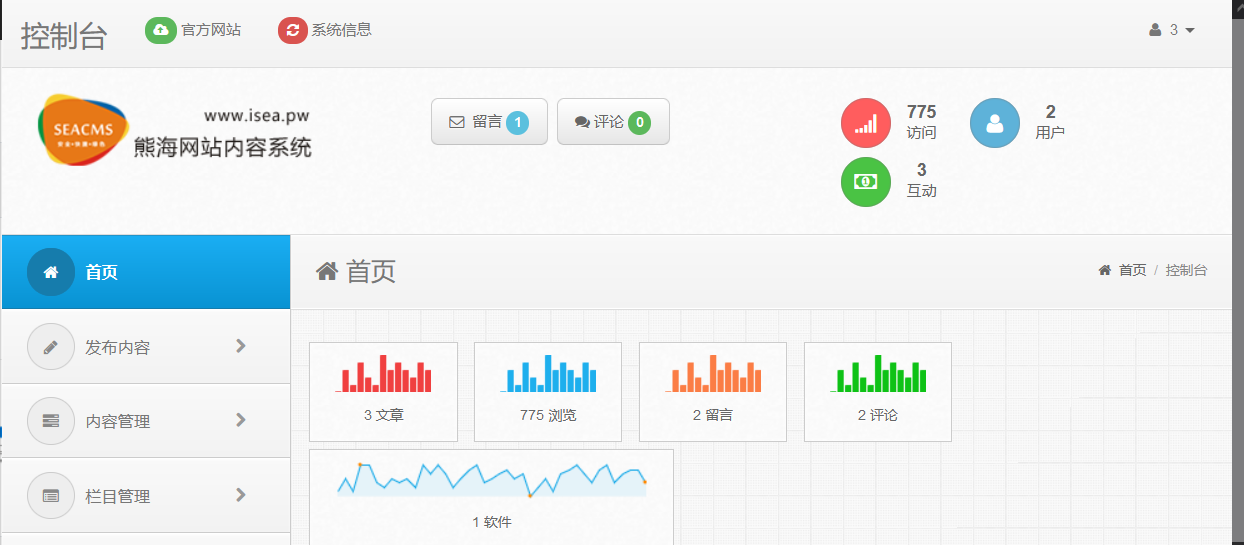 控制台 官方网站 系统信息 3
SEACMS
www.isea.pw
熊海网站内容系统
留言 1 评论 0
775
访问
2
用户
3
互动
首页
发布内容
内容管理
栏目管理
首页
首页 / 控制台
3 文章
775 浏览
2 留言
2 评论
1 软件